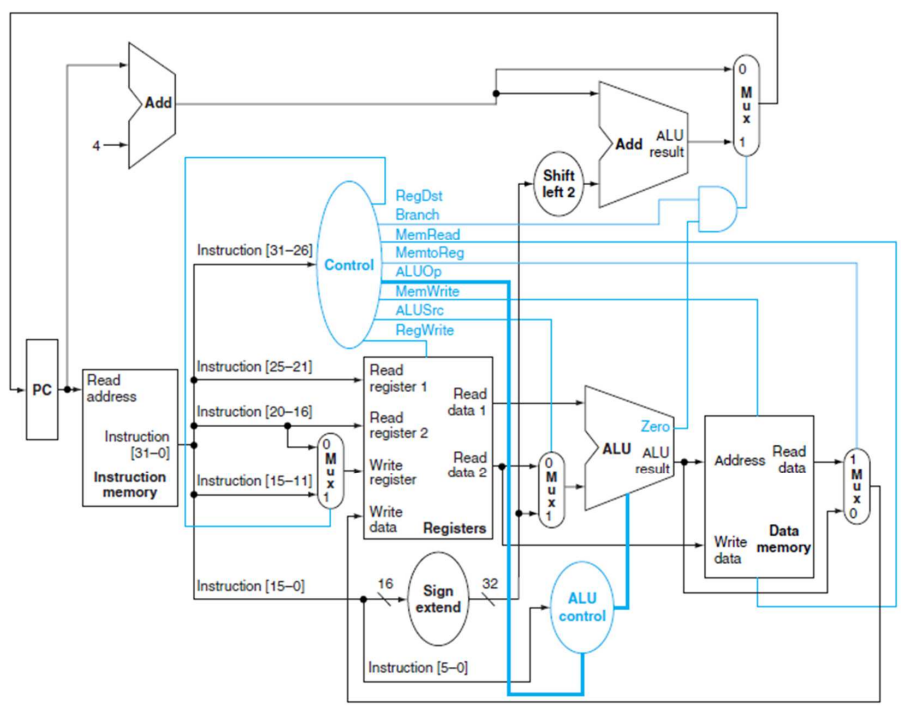 Add
4
0
M
u
x
1
Add
ALU
result
Shift
left 2
RegDst
Branch
MemRead
MemtoReg
ALUOp
MemWrite
ALUSrc
RegWrite
Control
Instruction [31–26]
PC
Read
address
Instruction
[31–0]
Instruction
memory
Instruction [25–21]
Instruction [20–16]
Instruction [15–11]
0
M
u
x
1
Read
register 1
Read
register 2
Write
register
Write
data
Read
data 1
Read
data 2
Registers
0
M
u
x
1
Zero
ALU
ALU
result
Address
Read
data
Write
data
Data
memory
1
M
u
x
0
Instruction [15–0]
16
Sign
extend
32
ALU
control
Instruction [5–0]